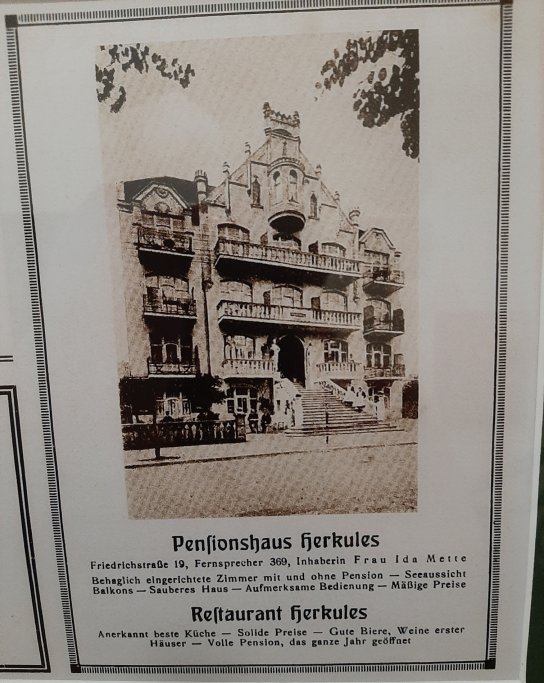 Penſionshaus Herkules
Friedrichstraße 19, Fernsprecher 369, Inhaberin Frau Ida Mette
Behaglich eingerichtete Zimmer mit und ohne Pension — Seeaussicht
Balkons — Sauberes Haus — Aufmerksame Bedienung — Mäßige Preise
Reſtaurant Herkules
Anerkannt beste Küche — Solide Preise — Gute Biere, Weine erster
Häuser — Volle Pension, das ganze Jahr geöffnet